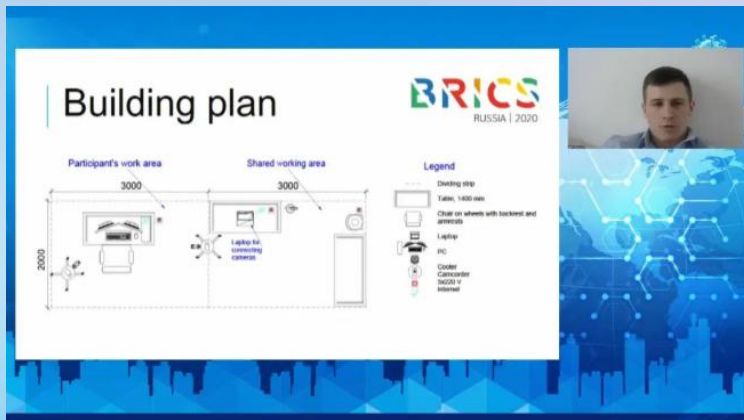 Building plan
BRICS
RUSSIA | 2020
Participant's work area
Shared working area
3000
3000
2000
Laptop for
connecting
cameras
Legend
Dividing strip
Table, 1400 mm
Chair on wheels with backrest and
armrests
Laptop
PC
Cooler
Camcorder
5x220 V
Internet